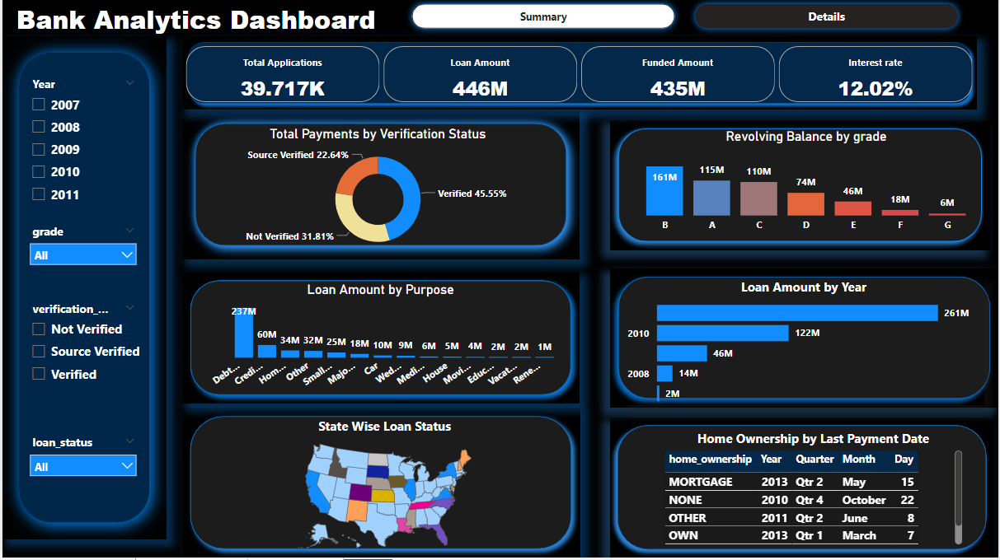 Bank Analytics Dashboard
Summary
Details
Year
2007
2008
2009
2010
2011
grade
All
verification_...
Not Verified
Source Verified
Verified
loan_status
All
Total Applications
39.717K
Loan Amount
446M
Funded Amount
435M
Interest rate
12.02%
Total Payments by Verification Status
Source Verified 22.64%
Verified 45.55%
Not Verified 31.81%
Revolving Balance by grade
161M 115M 110M 74M 46M 18M 6M
B A C D E F G
Loan Amount by Purpose
237M 60M 34M 32M 25M 18M 10M 9M 6M 5M 4M 2M 2M 1M
Debt... Credi... Hom... Other Small... Majo... Car Wed... Medi... House Movi... Educ... Vacat... Rene...
Loan Amount by Year
261M
2010 122M
46M
2008 14M
2M
State Wise Loan Status
Home Ownership by Last Payment Date
home_ownership Year Quarter Month Day
MORTGAGE 2013 Qtr 2 May 15
NONE 2010 Qtr 4 October 22
OTHER 2011 Qtr 2 June 8
OWN 2013 Qtr 1 March 7